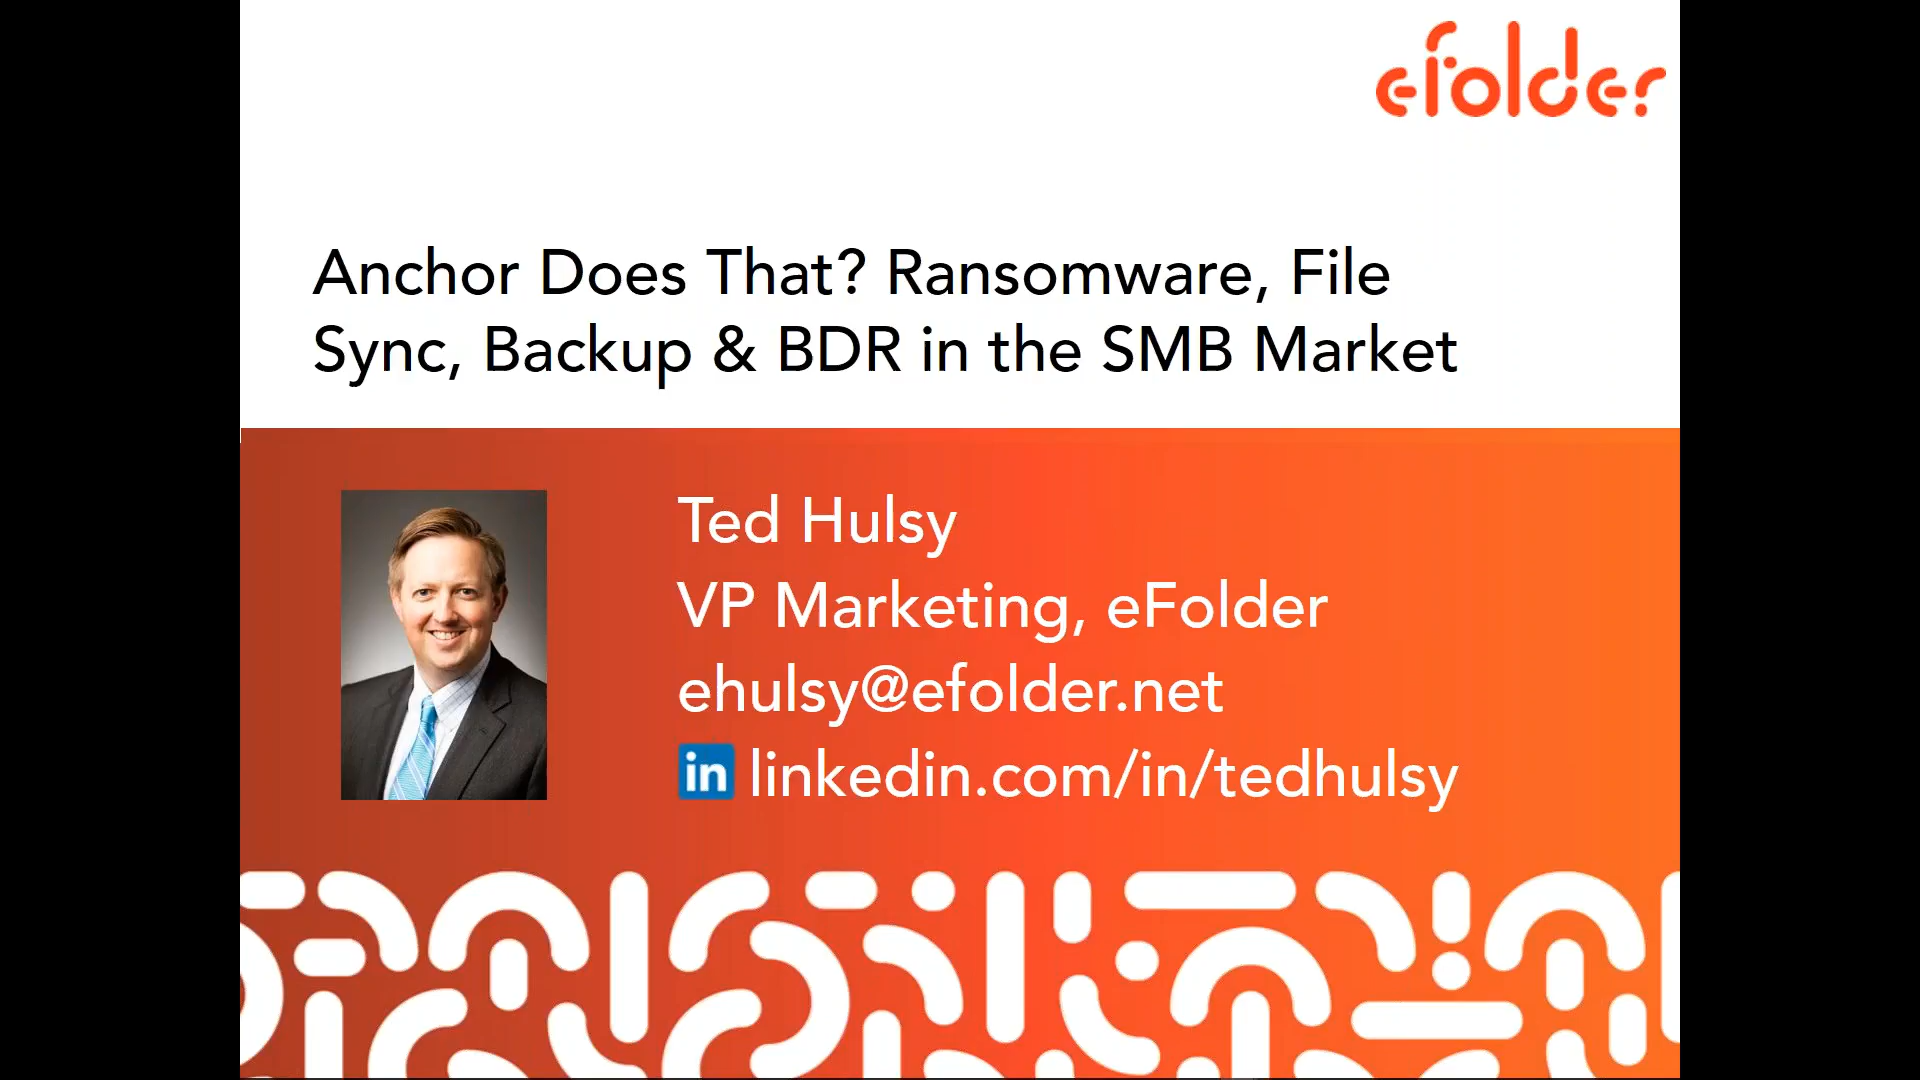 efolder
Anchor Does That? Ransomware, File
Sync, Backup & BDR in the SMB Market
Ted Hulsy
VP Marketing, eFolder
ehulsy@efolder.net
in linkedin.com/in/tedhulsy